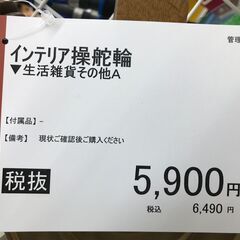 管理
インテリア操舵輪
▼生活雑貨その他A
【付属品】-
【備考】 現状ご確認後ご購入ください
税抜
5,900円
税込 6,490円